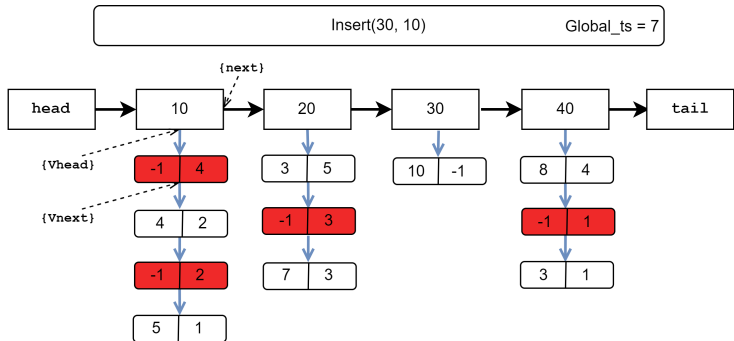 Insert(30, 10) Global_ts = 7
{next}
head 10 20 30 40 tail
{Vhead} -1 4 3 5 10 -1 8 4
{Vnext} 4 2 -1 3 -1 1
-1 2 7 3 3 1
5 1